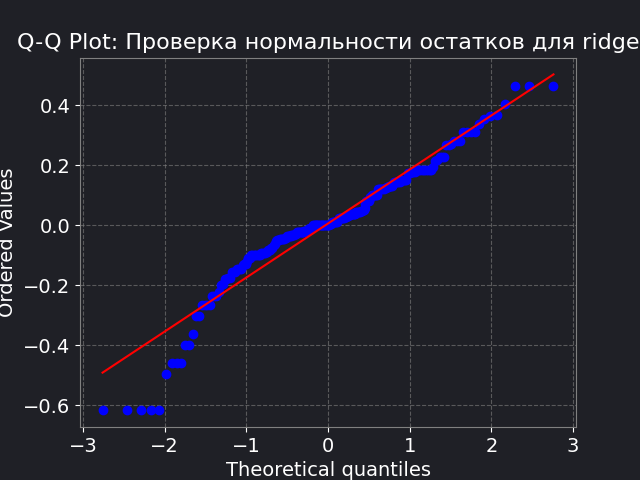 Q-Q Plot: Проверка нормальности остатков для ridge
Ordered Values
0.4
0.2
0.0
−0.2
−0.4
−0.6
−3 −2 −1 0 1 2 3
Theoretical quantiles